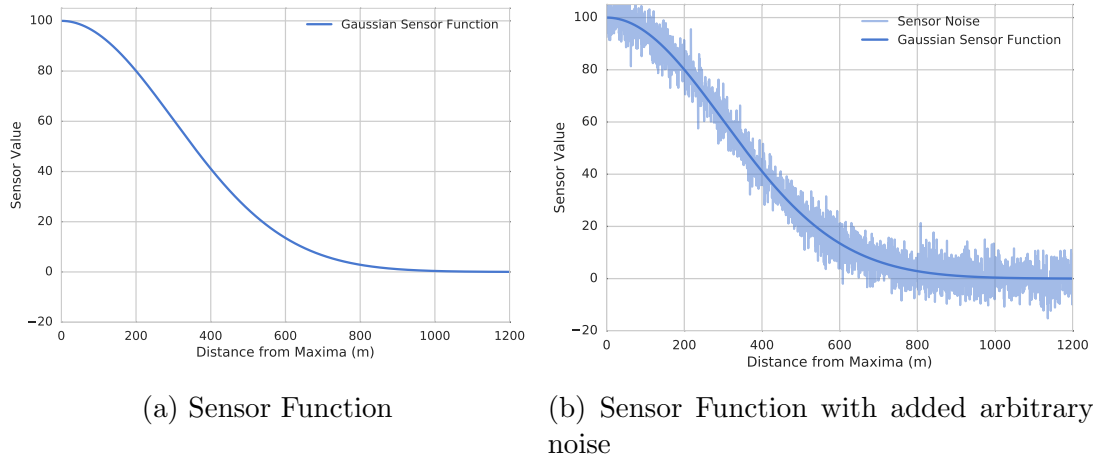 100
80
60
40
20
0
−20
Sensor Value
Gaussian Sensor Function
0 200 400 600 800 1000 1200
Distance from Maxima (m)
(a) Sensor Function
100
80
60
40
20
0
−20
Sensor Value
Sensor Noise
Gaussian Sensor Function
0 200 400 600 800 1000 1200
Distance from Maxima (m)
(b) Sensor Function with added arbitrary
noise